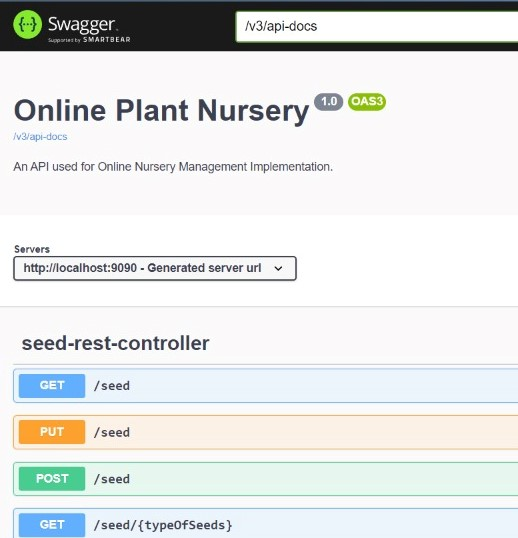 Swagger
Supported by SMARTBEAR
/v3/api-docs
Online Plant Nursery 1.0 OAS3
/v3/api-docs
An API used for Online Nursery Management Implementation.
Servers
http://localhost:9090 - Generated server url
seed-rest-controller
GET /seed
PUT /seed
POST /seed
GET /seed/{typeOfSeeds}